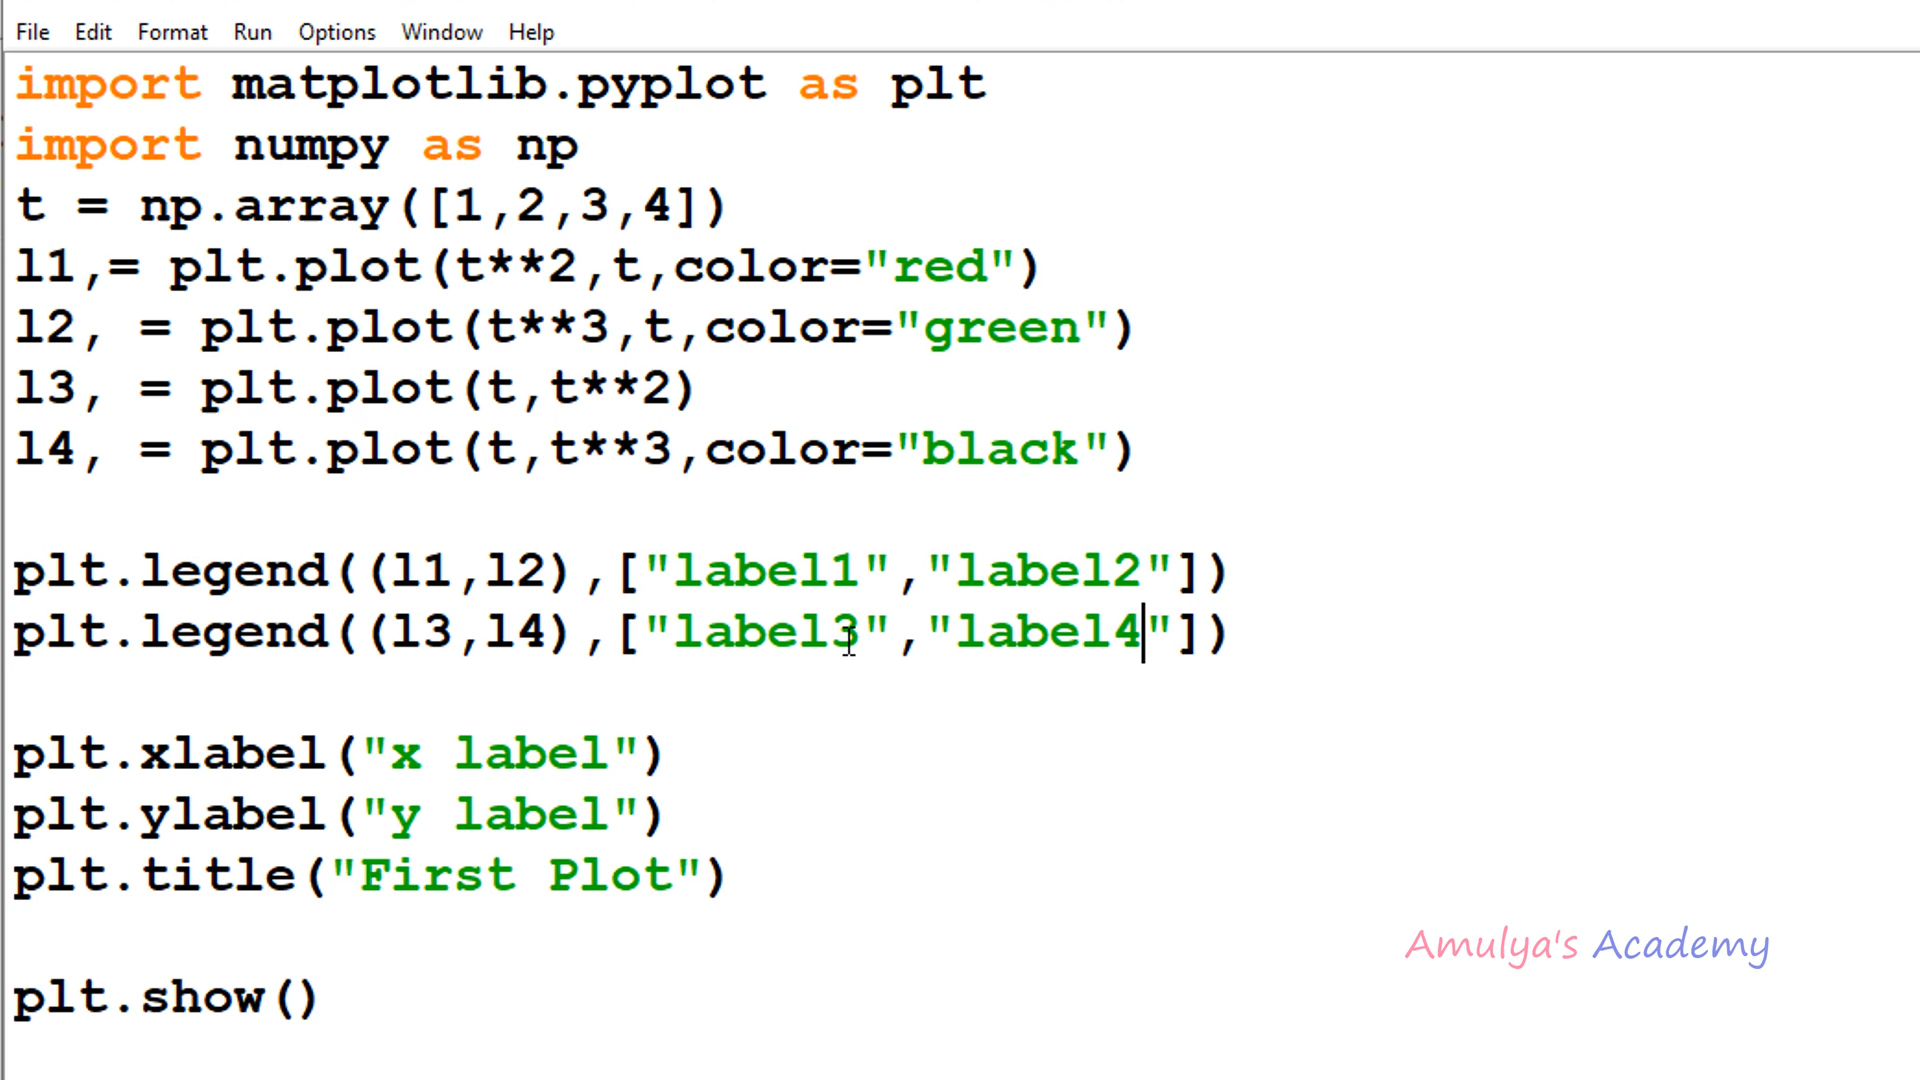 File Edit Format Run Options Window Help
import matplotlib.pyplot as plt
import numpy as np
t = np.array([1,2,3,4])
l1,= plt.plot(t**2,t,color="red")
l2, = plt.plot(t**3,t,color="green")
l3, = plt.plot(t,t**2)
l4, = plt.plot(t,t**3,color="black")
plt.legend((l1,l2),["label1","label2"])
plt.legend((l3,l4),["label3","label4"])
plt.xlabel("x label")
plt.ylabel("y label")
plt.title("First Plot")
Amulya's Academy
plt.show()